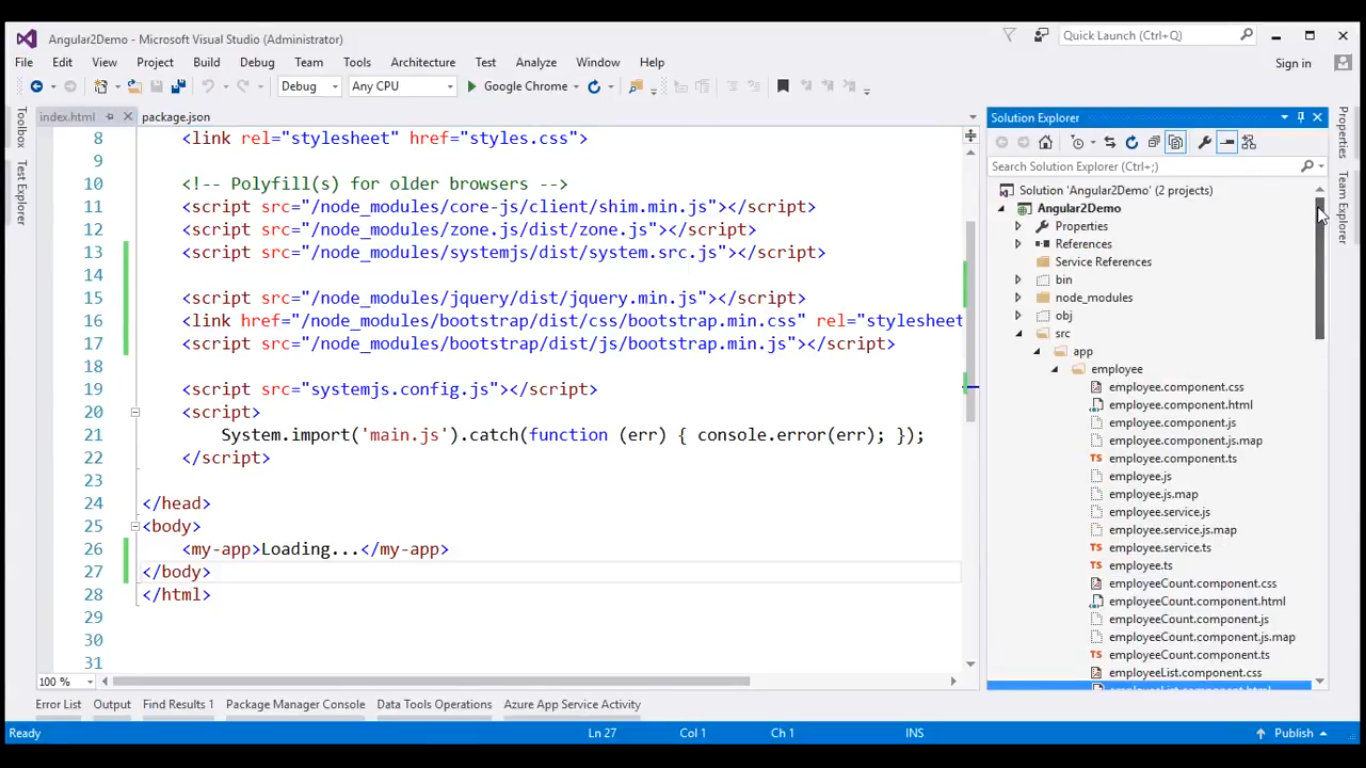 Angular2Demo - Microsoft Visual Studio (Administrator)
Quick Launch (Ctrl+Q)
File Edit View Project Build Debug Team Tools Architecture Test Analyze Window Help
Sign in
Debug Any CPU Google Chrome
Toolbox
Test Explorer
index.html package.json
8 <link rel="stylesheet" href="styles.css">
9
10 <!-- Polyfill(s) for older browsers -->
11 <script src="/node_modules/core-js/client/shim.min.js"></script>
12 <script src="/node_modules/zone.js/dist/zone.js"></script>
13 <script src="/node_modules/systemjs/dist/system.src.js"></script>
14
15 <script src="/node_modules/jquery/dist/jquery.min.js"></script>
16 <link href="/node_modules/bootstrap/dist/css/bootstrap.min.css" rel="stylesheet
17 <script src="/node_modules/bootstrap/dist/js/bootstrap.min.js"></script>
18
19 <script src="systemjs.config.js"></script>
20 <script>
21 System.import('main.js').catch(function (err) { console.error(err); });
22 </script>
23
24 </head>
25 <body>
26 <my-app>Loading...</my-app>
27 </body>
28 </html>
29
30
31
100 %
Solution Explorer
Search Solution Explorer (Ctrl+;)
Solution 'Angular2Demo' (2 projects)
Angular2Demo
Properties
References
Service References
bin
node_modules
obj
src
app
employee
employee.component.css
employee.component.html
employee.component.js
employee.component.js.map
employee.component.ts
employee.js
employee.js.map
employee.service.js
employee.service.js.map
employee.service.ts
employee.ts
employeeCount.component.css
employeeCount.component.html
employeeCount.component.js
employeeCount.component.js.map
employeeCount.component.ts
employeeList.component.css
employeeList.component.html
Properties
Team Explorer
Error List Output Find Results 1 Package Manager Console Data Tools Operations Azure App Service Activity
Ready Ln 27 Col 1 Ch 1 INS Publish